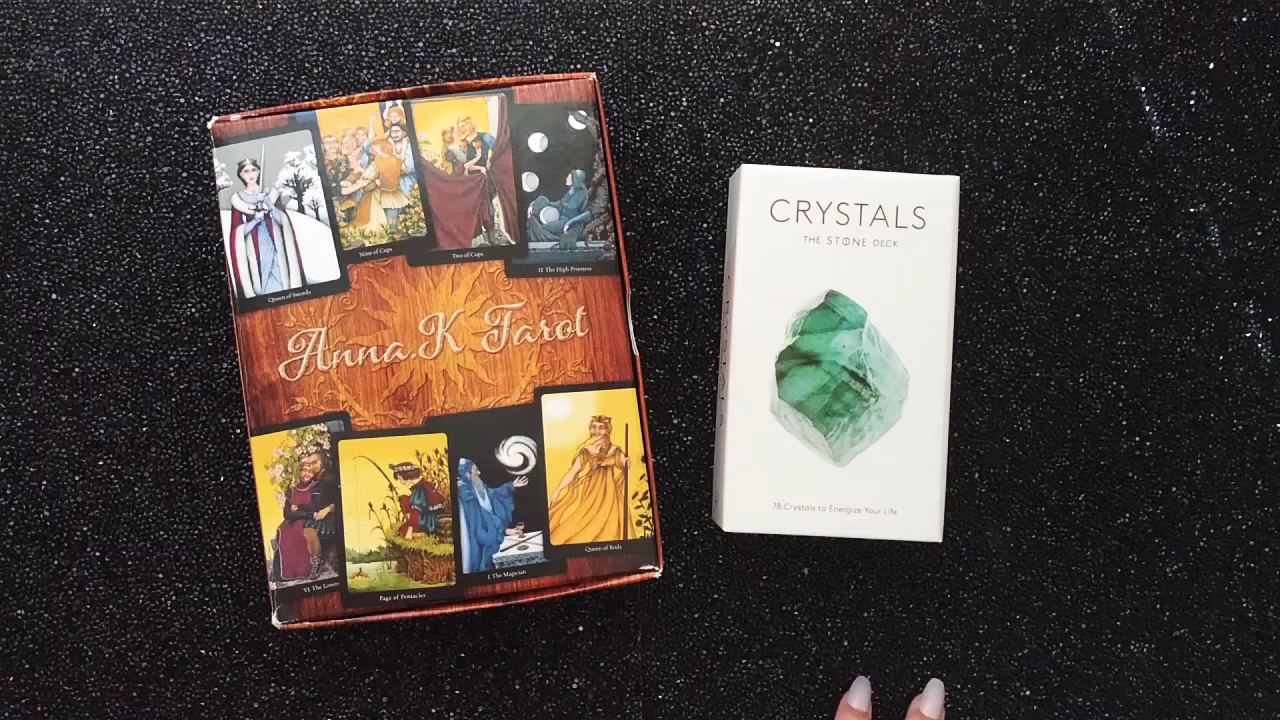 Queen of Swords
Nine of Cups
Two of Cups
II The High Priestess
Anna.K Tarot
VI The Lovers
Page of Pentacles
I The Magician
Queen of Rods
CRYSTALS
THE STONE DECK
78 Crystals to Energize Your Life
CRYSTALS